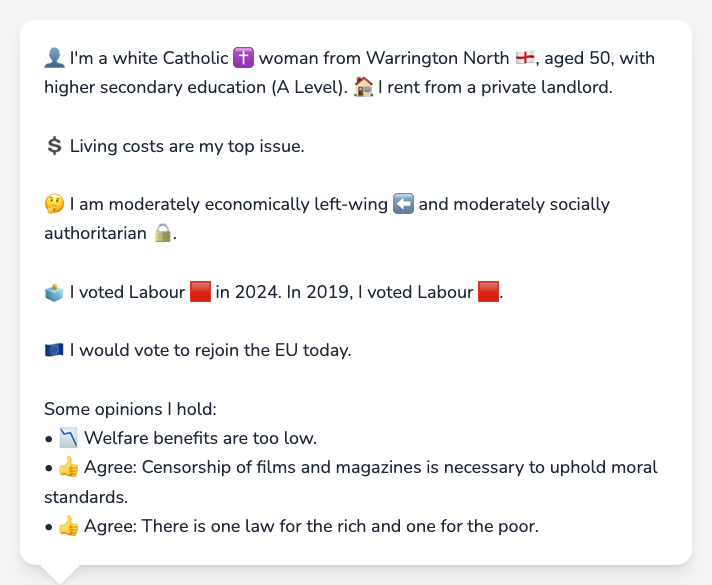 👤 I'm a white Catholic ✝️ woman from Warrington North 🏴󠁧󠁢󠁥󠁮󠁧󠁿, aged 50, with
higher secondary education (A Level). 🏠 I rent from a private landlord.
💲 Living costs are my top issue.
🤔 I am moderately economically left-wing ⬅️ and moderately socially
authoritarian 🔒.
🗳️ I voted Labour 🟥 in 2024. In 2019, I voted Labour 🟥.
🇪🇺 I would vote to rejoin the EU today.
Some opinions I hold:
• 📉 Welfare benefits are too low.
• 👍 Agree: Censorship of films and magazines is necessary to uphold moral
standards.
• 👍 Agree: There is one law for the rich and one for the poor.